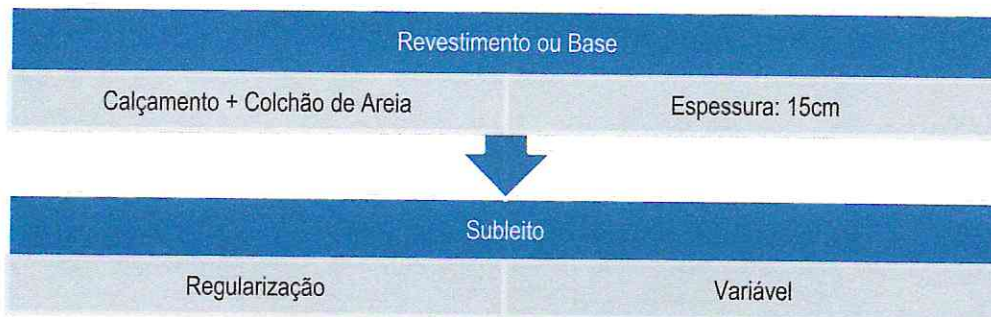 Revestimento ou Base
Calçamento + Colchão de Areia
Espessura: 15cm
Subleito
Regularização
Variável